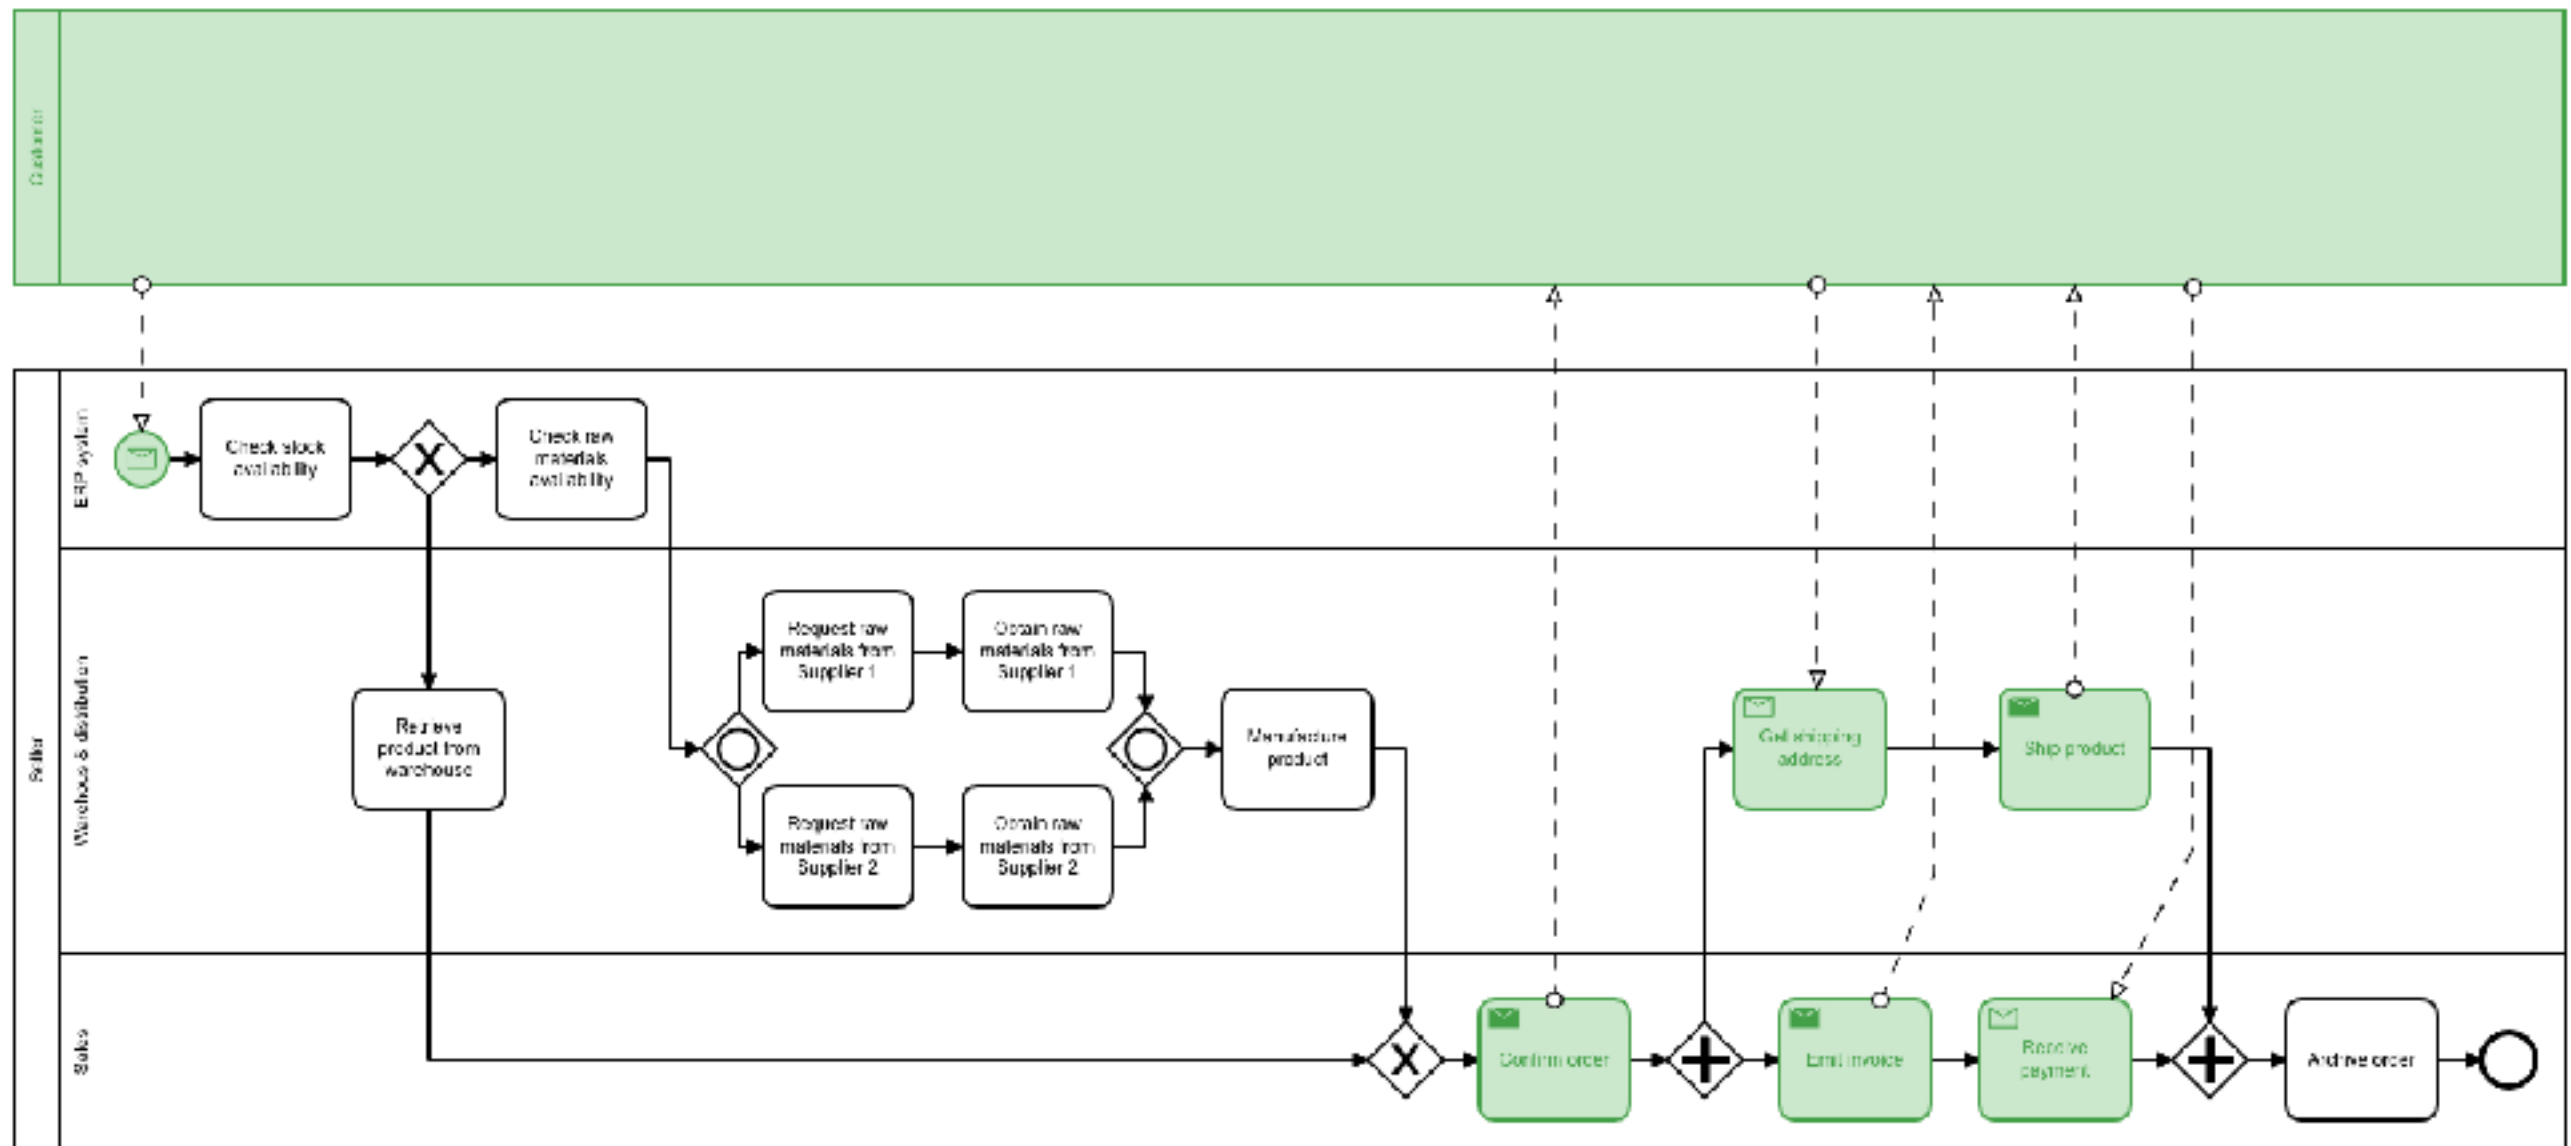 Customer
Seller
ERP system
Check stock
availability
X
Check raw
materials
availability
Warehous & distribution
Retrieve
product from
warehouse
Request raw
materials from
Supplier 1
Obtain raw
materials from
Supplier 1
Request raw
materials from
Supplier 2
Obtain raw
materials from
Supplier 2
Manufacture
product
Get shipping
address
Ship product
Sales
X
Confirm order
Emit invoice
Receive
payment
Archive order